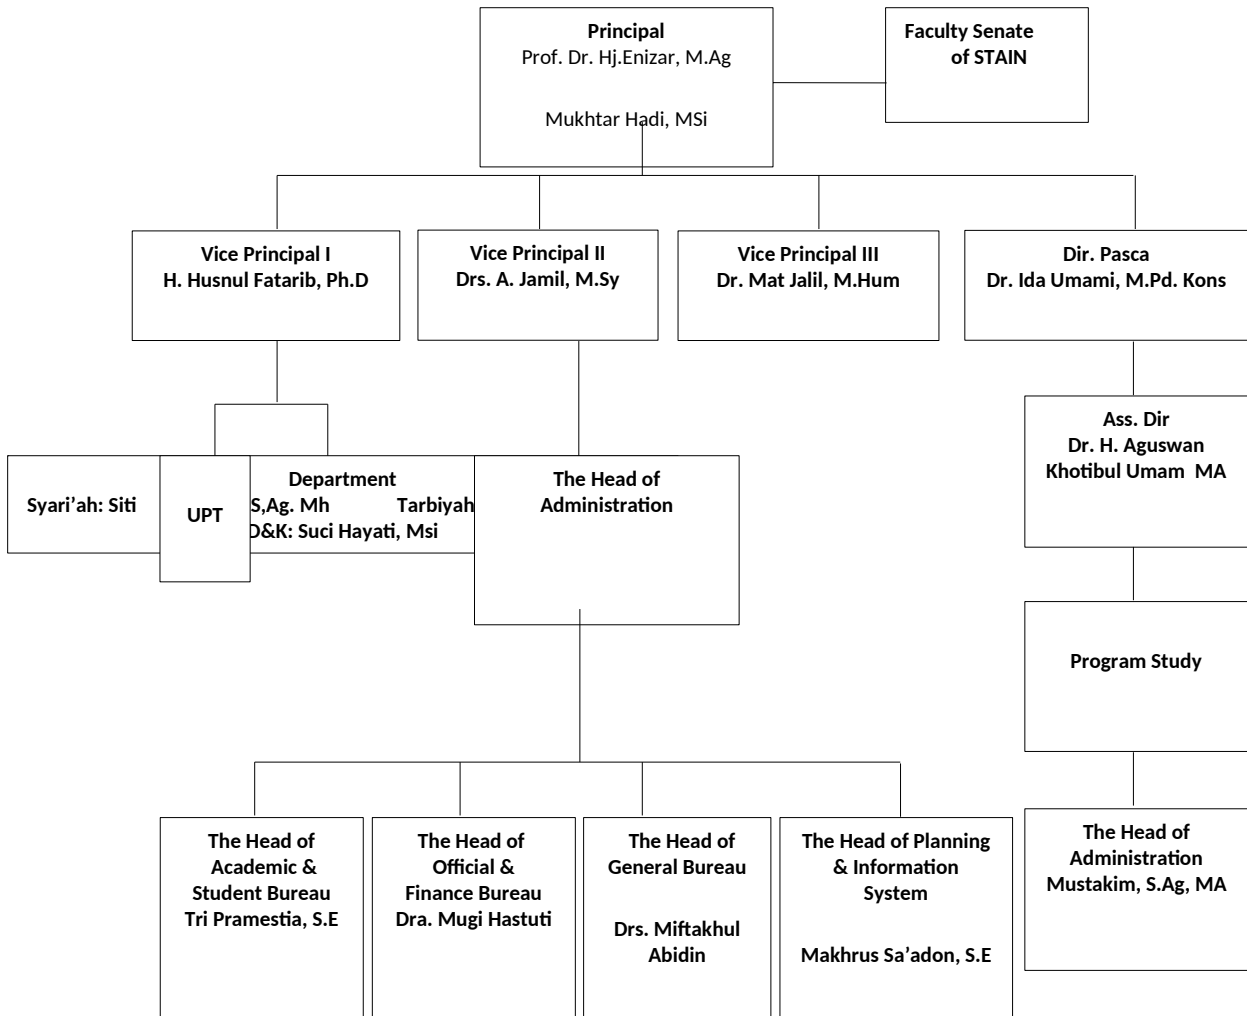 Principal
Prof. Dr. Hj.Enizar, M.Ag
Mukhtar Hadi, MSi
Faculty Senate
of STAIN
Vice Principal I
H. Husnul Fatarib, Ph.D
Vice Principal II
Drs. A. Jamil, M.Sy
Vice Principal III
Dr. Mat Jalil, M.Hum
Dir. Pasca
Dr. Ida Umami, M.Pd. Kons
Ass. Dir
Dr. H. Aguswan
Khotibul Umam MA
Department
Syari’ah: Siti
S,Ag. Mh Tarbiyah
D&K: Suci Hayati, Msi
UPT
The Head of
Administration
Program Study
The Head of
Academic &
Student Bureau
Tri Pramestia, S.E
The Head of
Official &
Finance Bureau
Dra. Mugi Hastuti
The Head of
General Bureau
Drs. Miftakhul
Abidin
The Head of Planning
& Information
System
Makhrus Sa’adon, S.E
The Head of
Administration
Mustakim, S.Ag, MA